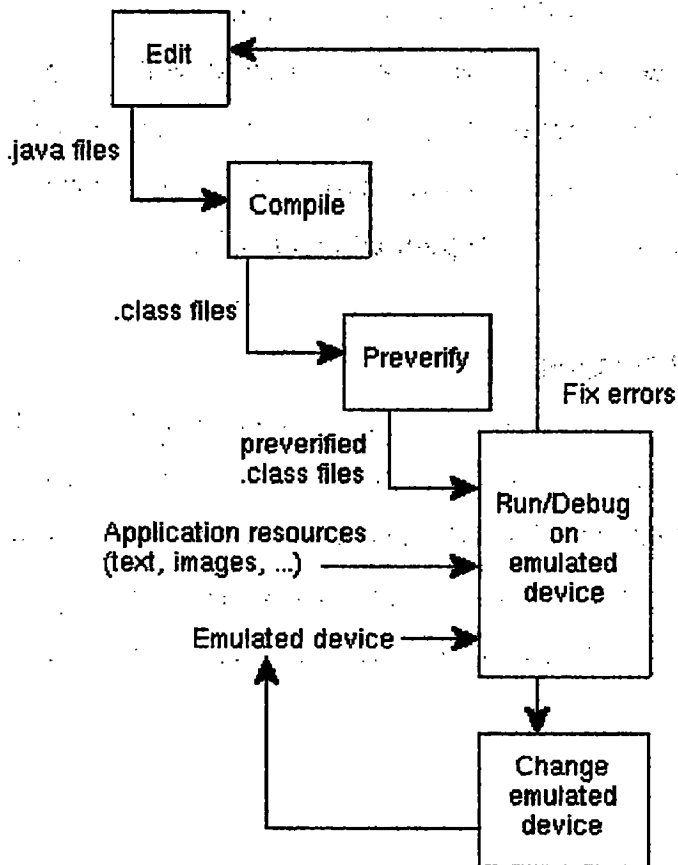 Edit
.java files
Compile
.class files
Preverify
Fix errors
preverified
.class files
Run/Debug
on
emulated
device
Application resources
(text, images, ...)
Emulated device
Change
emulated
device